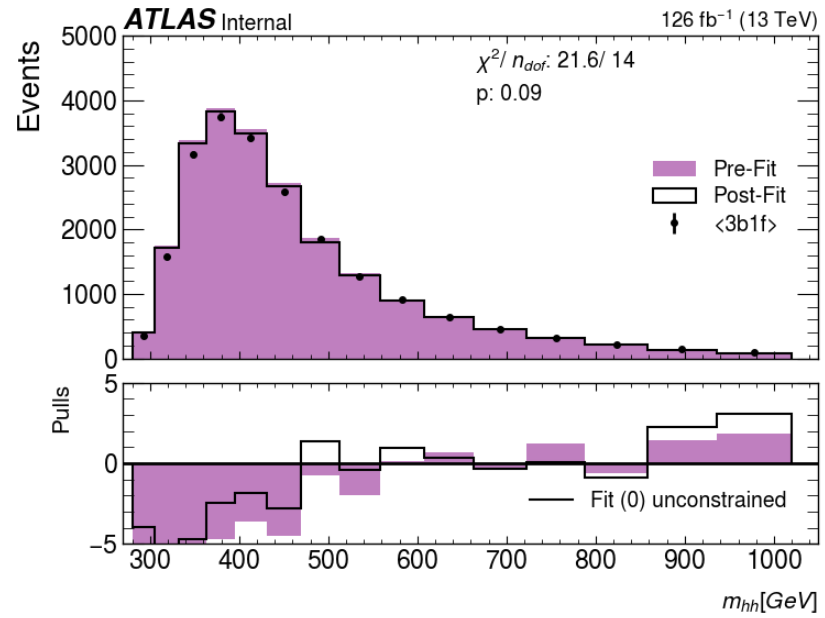 ATLAS Internal 126 fb⁻¹ (13 TeV)
Events
5000
4000
3000
2000
1000
0
χ²/ n_dof: 21.6/ 14
p: 0.09
Pre-Fit
Post-Fit
<3b1f>
Pulls
5
0
−5
Fit (0) unconstrained
300 400 500 600 700 800 900 1000
m_hh[GeV]